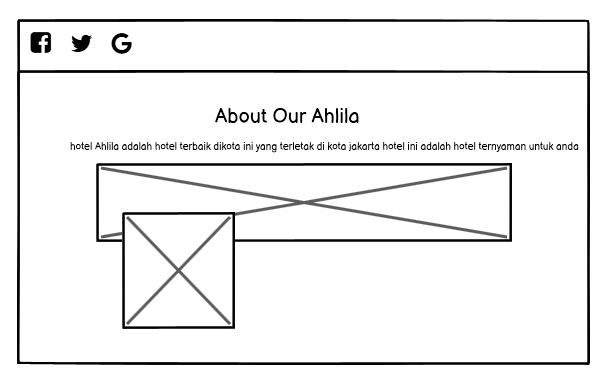 About Our Ahlila
hotel Ahlila adalah hotel terbaik dikota ini yang terletak di kota jakarta hotel ini adalah hotel ternyaman untuk anda